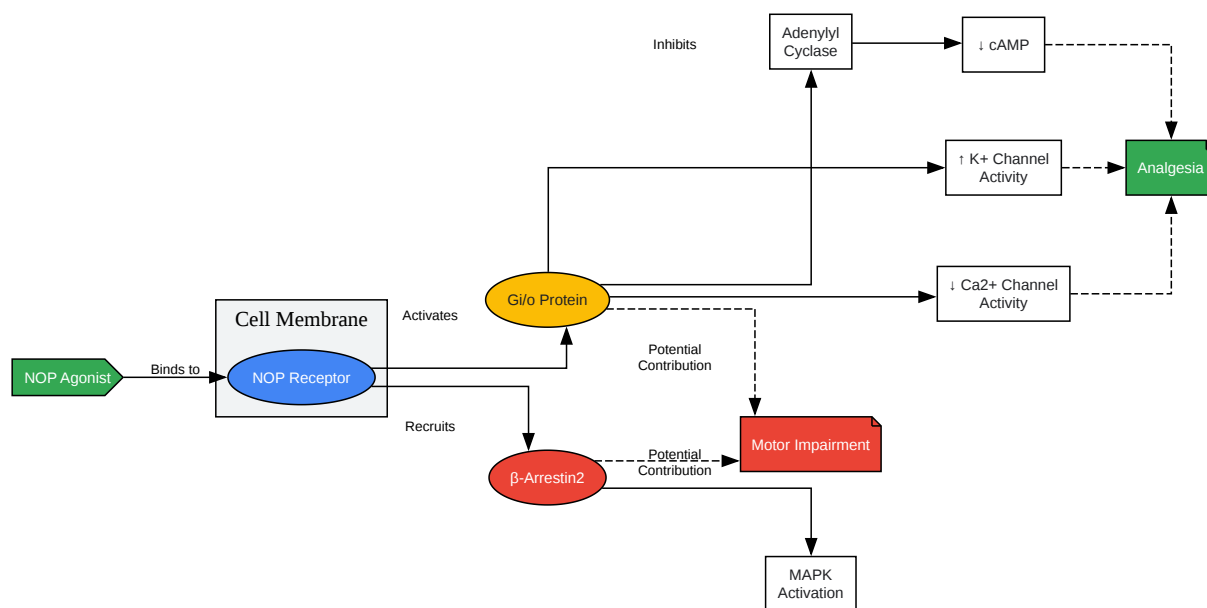 Inhibits
Adenylyl
Cyclase
↓ cAMP
↑ K+ Channel
Activity
Analgesia
Gi/o Protein
↓ Ca2+ Channel
Activity
Cell Membrane
Activates
NOP Agonist
Binds to
NOP Receptor
Potential
Contribution
Recruits
Motor Impairment
β-Arrestin2
Potential
Contribution
MAPK
Activation